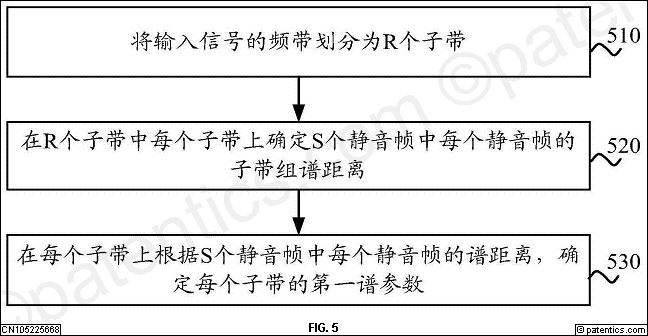 将输入信号的频带划分为R个子带
510
在R个子带中每个子带上确定S个静音帧中每个静音帧的
子带组谱距离
520
在每个子带上根据S个静音帧中每个静音帧的谱距离，确
定每个子带的第一谱参数
530
©patentics.com
©patentics.com
CN105225668
FIG. 5
©patentics.com